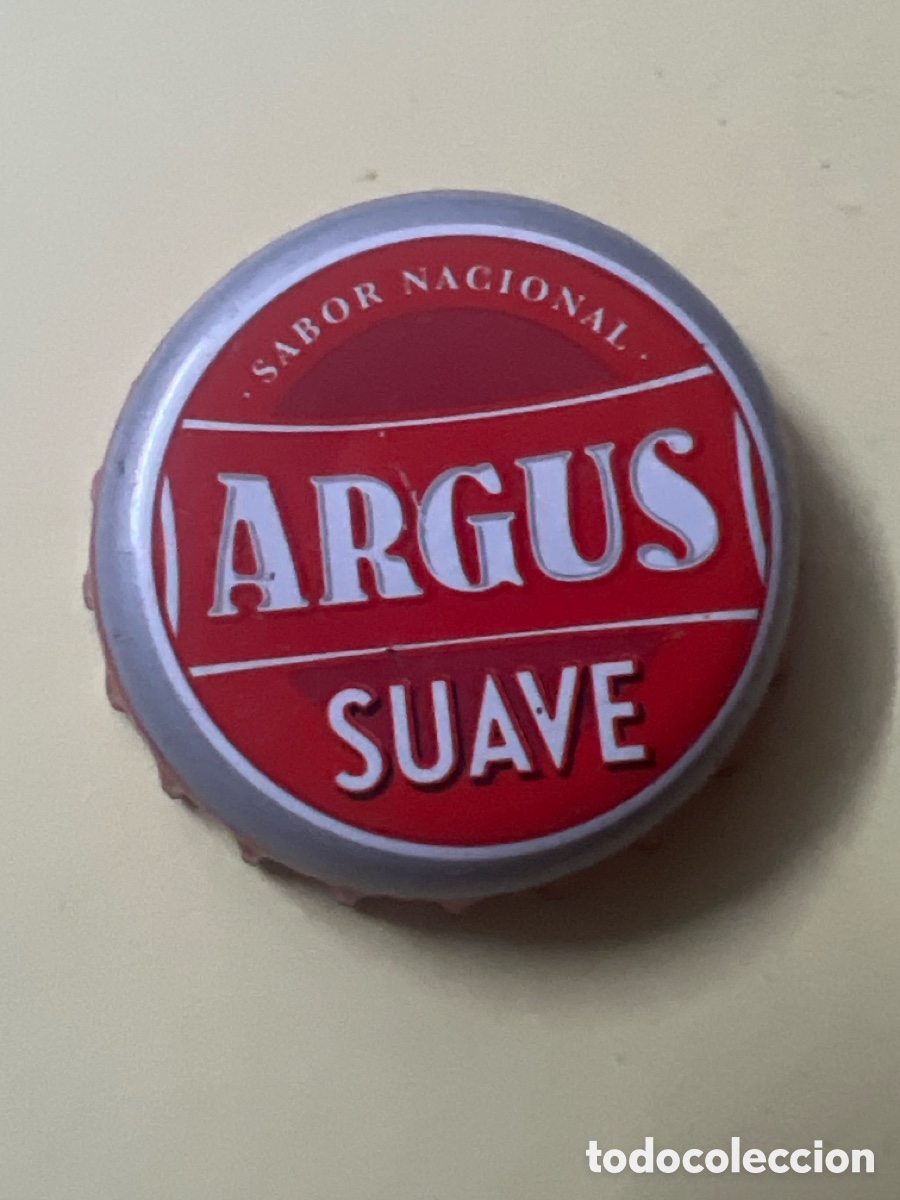 · SABOR NACIONAL ·
ARGUS
SUAVE
todocoleccion